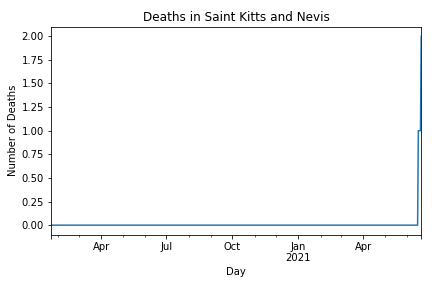 Deaths in Saint Kitts and Nevis
2.00
1.75
1.50
1.25
1.00
0.75
0.50
0.25
0.00
Number of Deaths
Apr Jul Oct Jan Apr
2021
Day